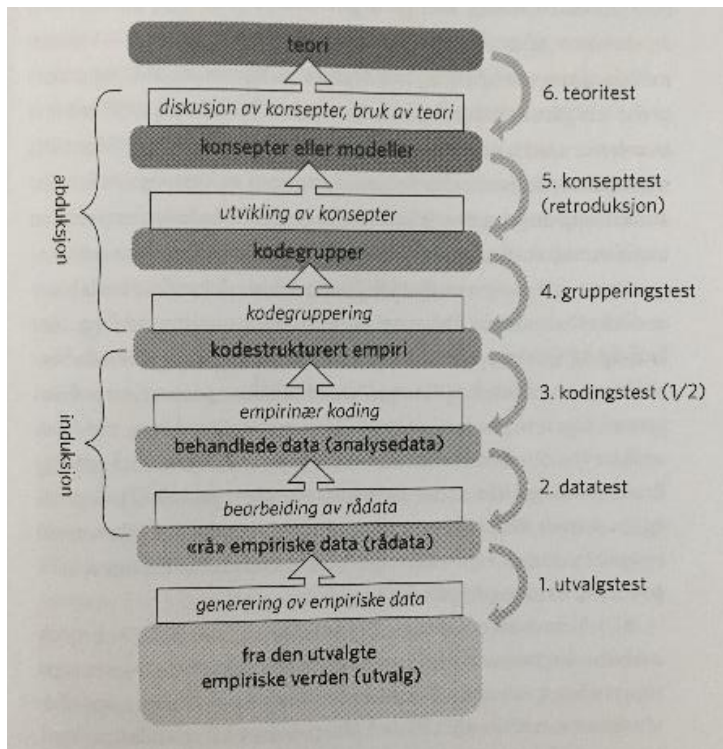 teori
6. teoritest
diskusjon av konsepter, bruk av teori
konsepter eller modeller
5. konsepttest
(retroduksjon)
abduksjon
utvikling av konsepter
kodegrupper
4. grupperingstest
kodegruppering
kodestrukturert empiri
3. kodingstest (1/2)
empirinær koding
induksjon
behandlede data (analysedata)
2. datatest
bearbeiding av rådata
«rå» empiriske data (rådata)
1. utvalgstest
generering av empiriske data
fra den utvalgte
empiriske verden (utvalg)